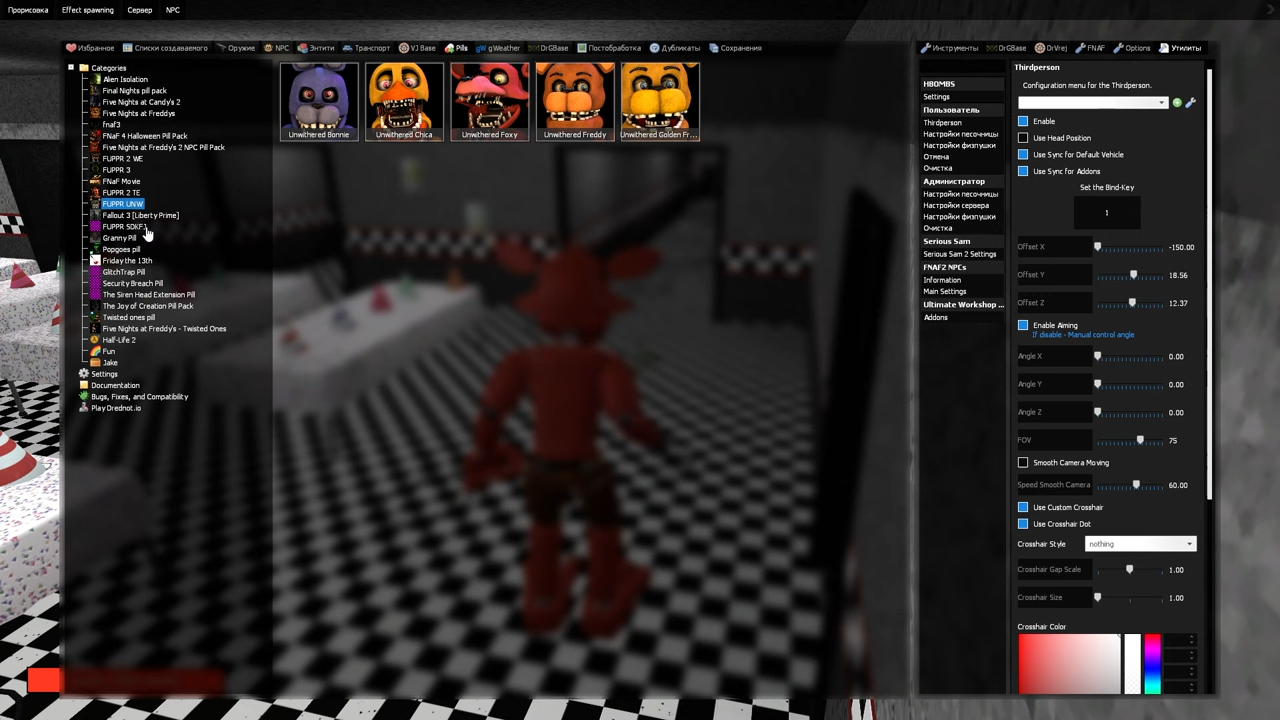 Прорисовка
Effect spawning
Сервер
NPC
Избранное
Списки создаваемого
Оружие
NPC
Энтити
Транспорт
VJ Base
Pills
gWeather
DrGBase
Постобработка
Дубликаты
Сохранения
Инструменты
DrGBase
DrVrej
FNAF
Options
Утилиты
Categories
Alien Isolation
Final Nights pill pack
Five Nights at Candy's 2
Five Nights at Freddys
fnaf3
FNAF 4 Halloween Pill Pack
Five Nights at Freddy's 2 NPC Pill Pack
FUPPR 2 WE
FUPPR 3
FNaF Movie
FUPPR 2 TE
FUPPR UNW
Fallout 3 [Liberty Prime]
FUPPR SDKFJ
Granny Pill
Popgoes pill
Friday the 13th
GlitchTrap Pill
Security Breach Pill
The Siren Head Extension Pill
The Joy of Creation Pill Pack
Twisted ones pill
Five Nights at Freddy's - Twisted Ones
Half-Life 2
Fun
Jake
Settings
Documentation
Bugs, Fixes, and Compatibility
Play Drednot.io
Unwithered Bonnie
Unwithered Chica
Unwithered Foxy
Unwithered Freddy
Unwithered Golden Fr...
HBOMBS
Settings
Пользователь
Thirdperson
Настройки песочницы
Настройки физпушки
Отмена
Очистка
Администратор
Настройки песочницы
Настройки сервера
Настройки физпушки
Очистка
Serious Sam
Serious Sam 2 Settings
FNAF2 NPCs
Information
Main Settings
Ultimate Workshop ...
Addons
Thirdperson
Configuration menu for the Thirdperson.
Enable
Use Head Position
Use Sync for Default Vehicle
Use Sync for Addons
Set the Bind-Key
1
Offset X -150.00
Offset Y 18.56
Offset Z 12.37
Enable Aiming
If disable - Manual control angle
Angle X 0.00
Angle Y 0.00
Angle Z 0.00
FOV 75
Smooth Camera Moving
Speed Smooth Camera 60.00
Use Custom Crosshair
Use Crosshair Dot
Crosshair Style nothing
Crosshair Gap Scale 1.00
Crosshair Size 1.00
Crosshair Color